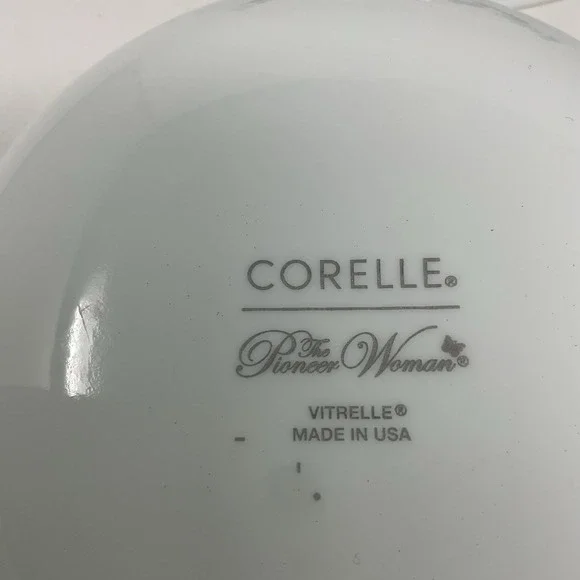 CORELLE®
The
Pioneer Woman®
VITRELLE®
MADE IN USA